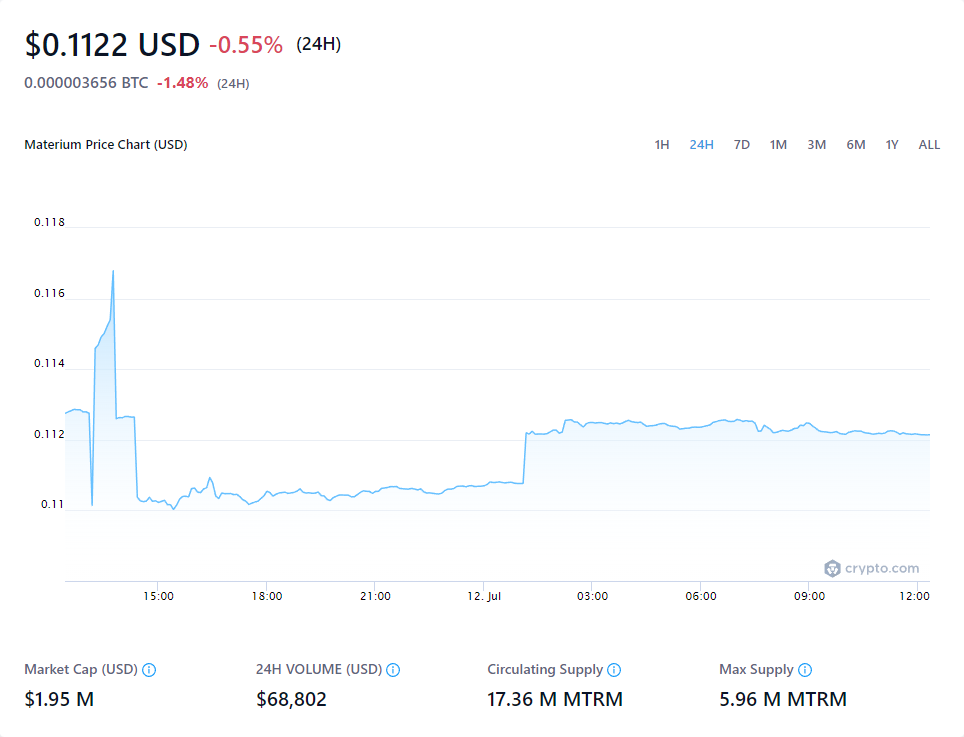 $0.1122 USD -0.55% (24H)
0.000003656 BTC -1.48% (24H)
Materium Price Chart (USD) 1H 24H 7D 1M 3M 6M 1Y ALL
0.118
0.116
0.114
0.112
0.11
crypto.com
15:00 18:00 21:00 12. Jul 03:00 06:00 09:00 12:00
Market Cap (USD) 24H VOLUME (USD) Circulating Supply Max Supply
$1.95 M $68,802 17.36 M MTRM 5.96 M MTRM